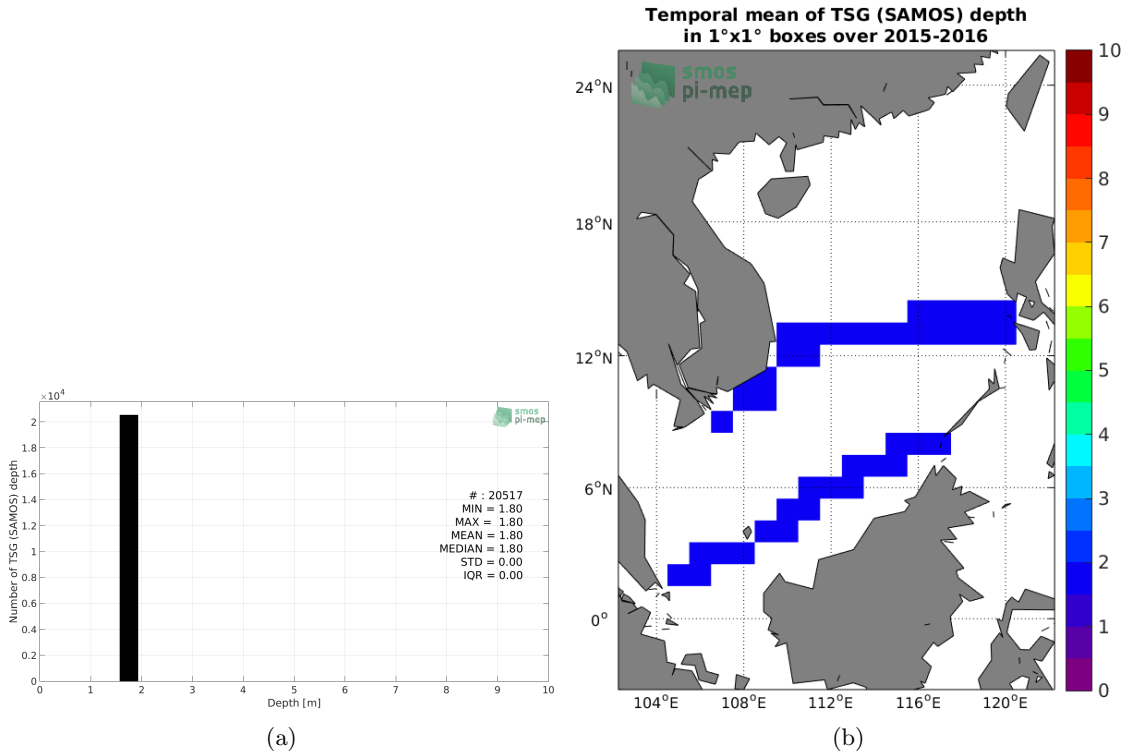 ×10⁴
2
1.8
1.6
1.4
1.2
1
0.8
0.6
0.4
0.2
0
Number of TSG (SAMOS) depth
smos
pi-mep
# : 20517
MIN = 1.80
MAX = 1.80
MEAN = 1.80
MEDIAN = 1.80
STD = 0.00
IQR = 0.00
0 1 2 3 4 5 6 7 8 9 10
Depth [m]
(a)
Temporal mean of TSG (SAMOS) depth
in 1°x1° boxes over 2015-2016
smos
pi-mep
24°N
18°N
12°N
6°N
0°
104°E 108°E 112°E 116°E 120°E
10
9
8
7
6
5
4
3
2
1
0
(b)